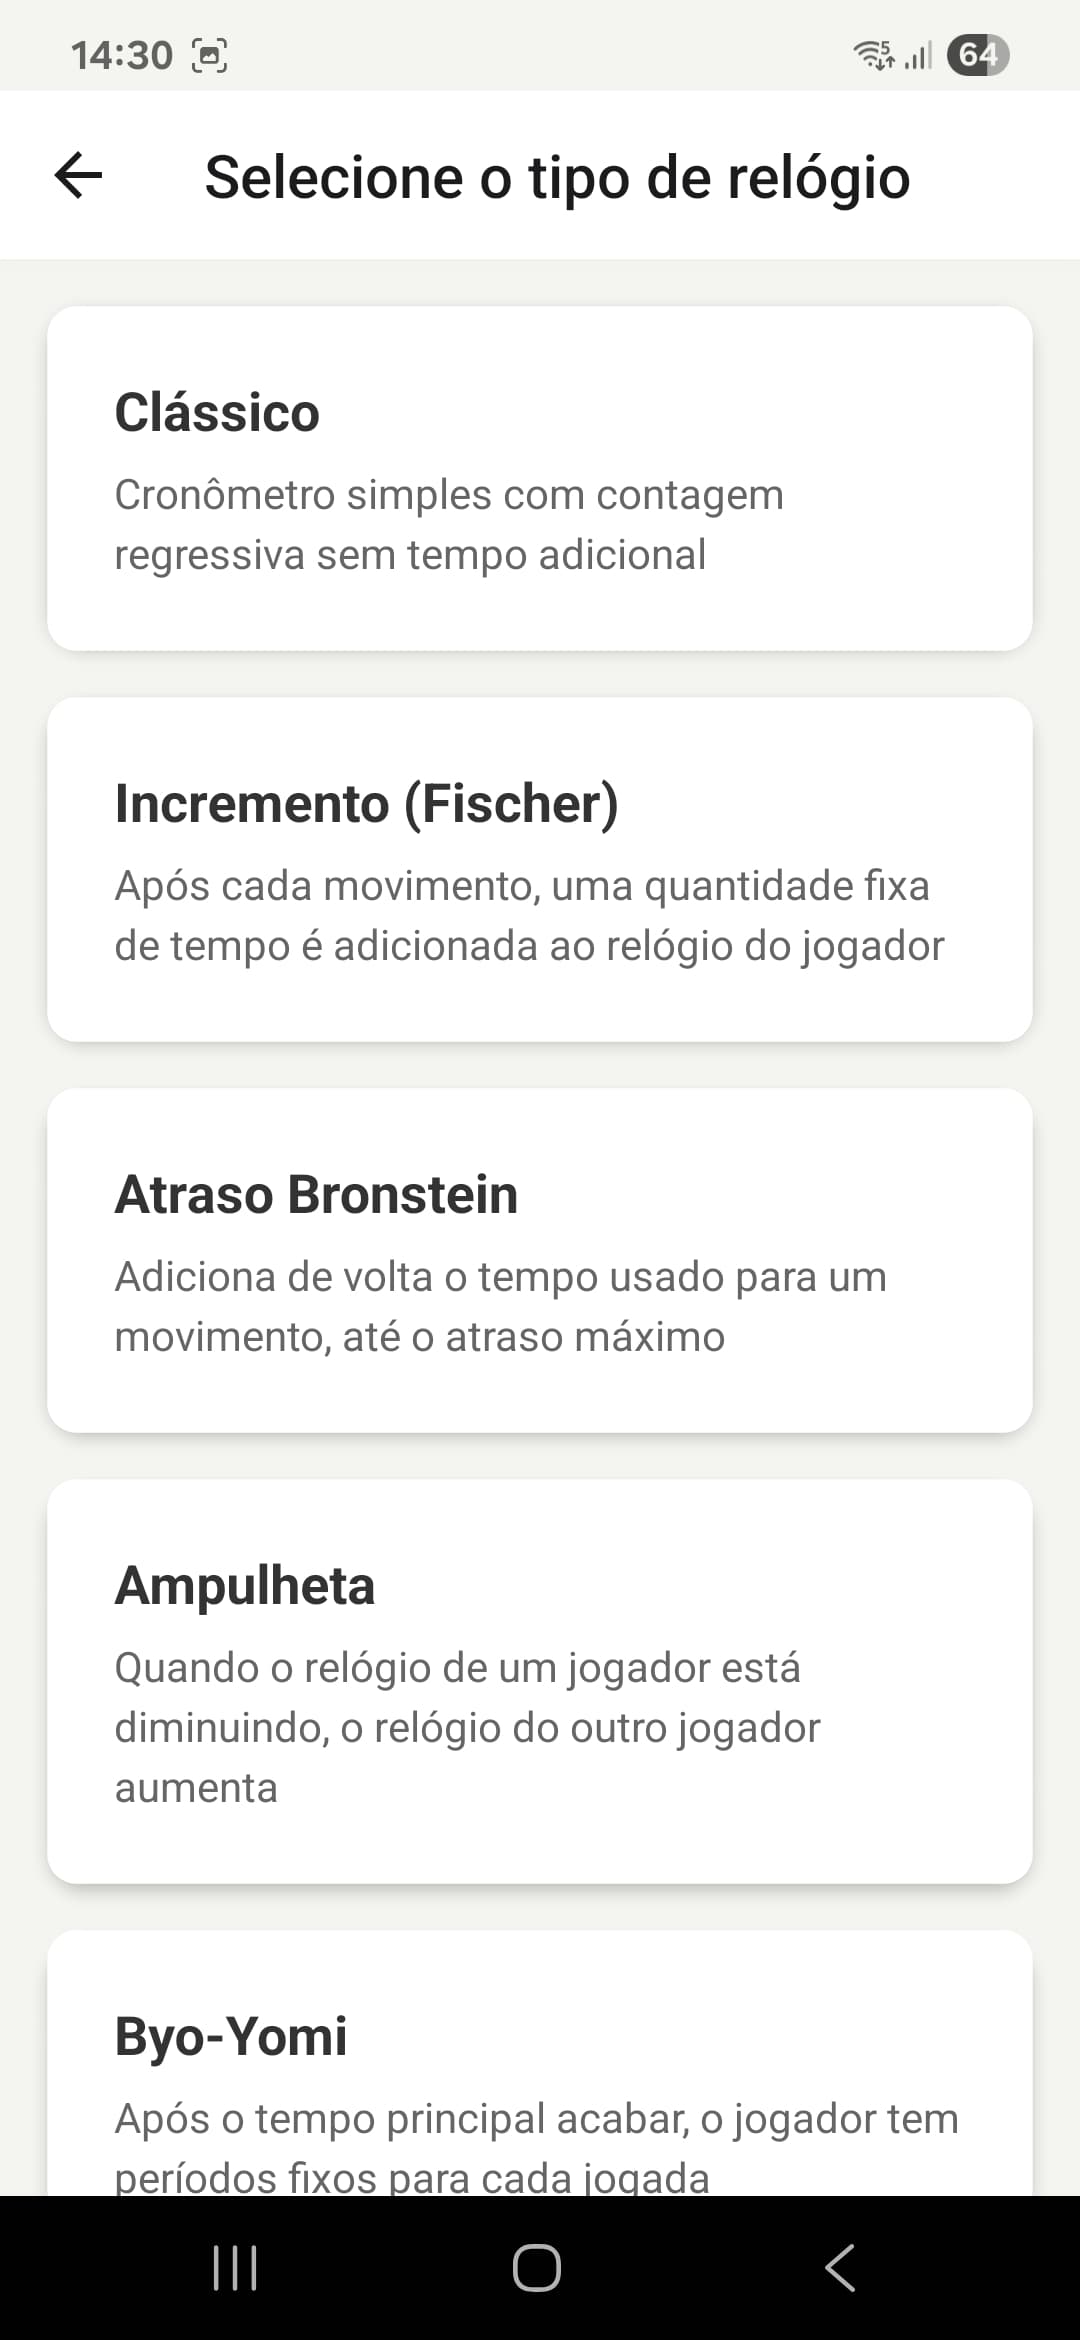 14:30
5
64
Selecione o tipo de relógio
Clássico
Cronômetro simples com contagem
regressiva sem tempo adicional
Incremento (Fischer)
Após cada movimento, uma quantidade fixa
de tempo é adicionada ao relógio do jogador
Atraso Bronstein
Adiciona de volta o tempo usado para um
movimento, até o atraso máximo
Ampulheta
Quando o relógio de um jogador está
diminuindo, o relógio do outro jogador
aumenta
Byo-Yomi
Após o tempo principal acabar, o jogador tem
períodos fixos para cada jogada